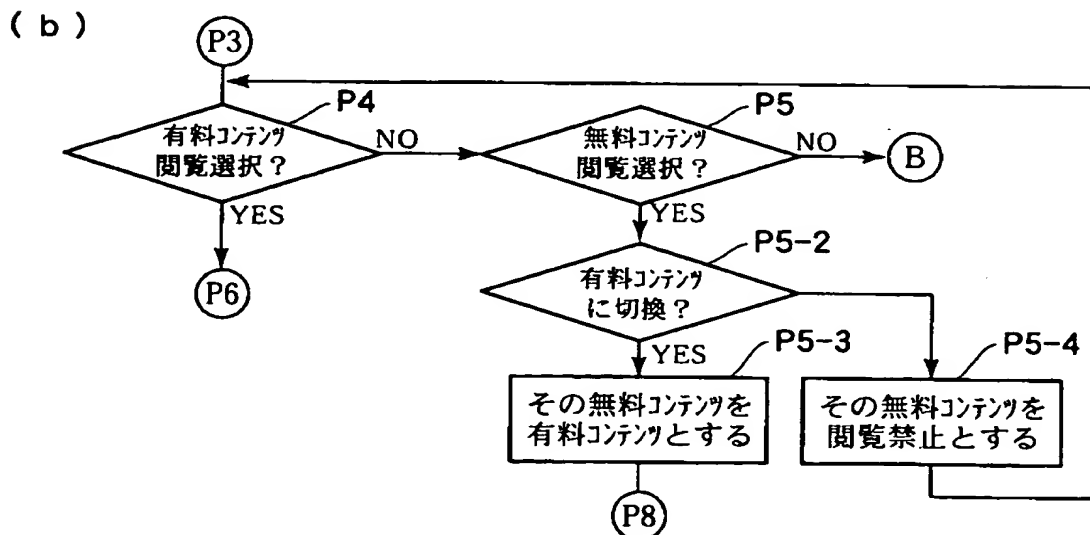 (b)
P3
P4
有料コンテンツ
閲覧選択?
NO
YES
P6
P5
無料コンテンツ
閲覧選択?
NO
B
YES
P5-2
有料コンテンツ
に切換?
YES
P5-3
その無料コンテンツを
有料コンテンツとする
P8
P5-4
その無料コンテンツを
閲覧禁止とする